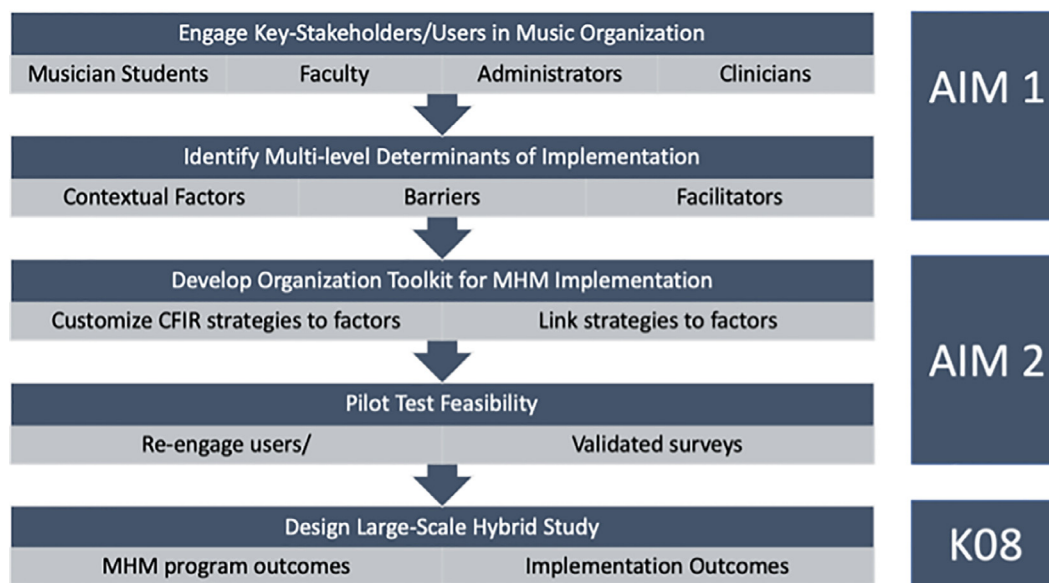 Engage Key-Stakeholders/Users in Music Organization
Musician Students Faculty Administrators Clinicians
AIM 1
Identify Multi-level Determinants of Implementation
Contextual Factors Barriers Facilitators
Develop Organization Toolkit for MHM Implementation
Customize CFIR strategies to factors Link strategies to factors
AIM 2
Pilot Test Feasibility
Re-engage users/ Validated surveys
Design Large-Scale Hybrid Study
MHM program outcomes Implementation Outcomes
K08